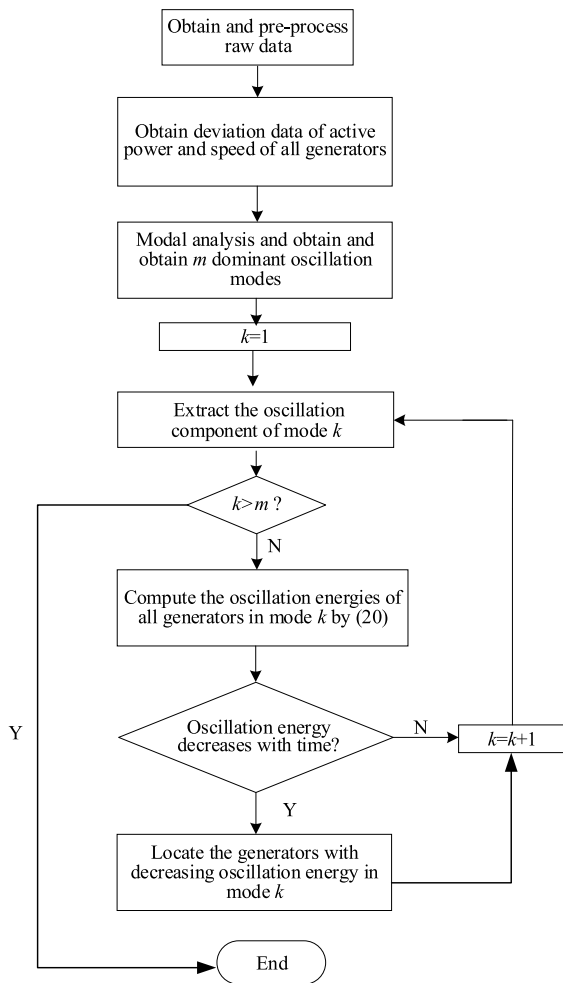 Obtain and pre-process
raw data
Obtain deviation data of active
power and speed of all generators
Modal analysis and obtain and
obtain m dominant oscillation
modes
k=1
Extract the oscillation
component of mode k
k>m ?
N
Compute the oscillation energies of
all generators in mode k by (20)
Y
Oscillation energy
decreases with time?
N
k=k+1
Y
Locate the generators with
decreasing oscillation energy in
mode k
End